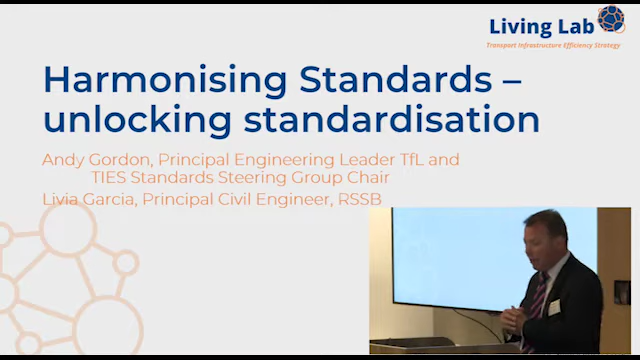 Living Lab
Transport Infrastructure Efficiency Strategy
Harmonising Standards –
unlocking standardisation
Andy Gordon, Principal Engineering Leader TfL and
TIES Standards Steering Group Chair
Livia Garcia, Principal Civil Engineer, RSSB